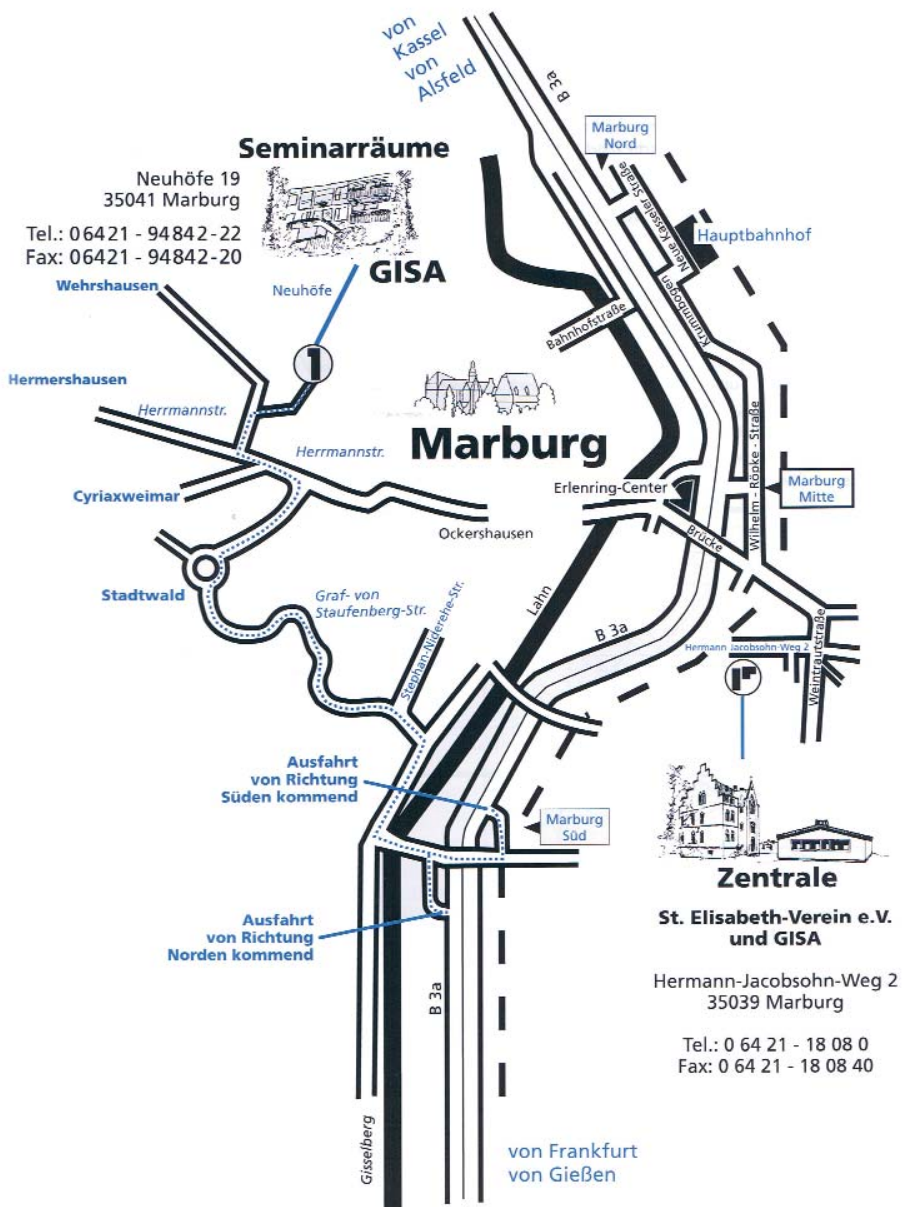 von
Kassel
von
Alsfeld
B 3a
Marburg
Nord
Neue Kasseler Straße
Hauptbahnhof
Krummbogen
Bahnhofstraße
Seminarräume
Neuhöfe 19
35041 Marburg
Tel.: 06421 - 94842-22
Fax: 06421 - 94842-20
GISA
Neuhöfe
1
Wehrshausen
Hermershausen
Herrmannstr.
Herrmannstr.
Cyriaxweimar
Marburg
Erlenring-Center
Wilhelm - Röpke - Straße
Marburg
Mitte
Ockershausen
Brücke
Stadtwald
Graf- von
Staufenberg-Str.
Stephan-Niderehe-Str.
Lahn
B 3a
Hermann Jacobsohn-Weg 2
Weintrautstraße
Ausfahrt
von Richtung
Süden kommend
Marburg
Süd
Ausfahrt
von Richtung
Norden kommend
B 3a
Gisselberg
Zentrale
St. Elisabeth-Verein e.V.
und GISA
Hermann-Jacobsohn-Weg 2
35039 Marburg
Tel.: 0 64 21 - 18 08 0
Fax: 0 64 21 - 18 08 40
von Frankfurt
von Gießen